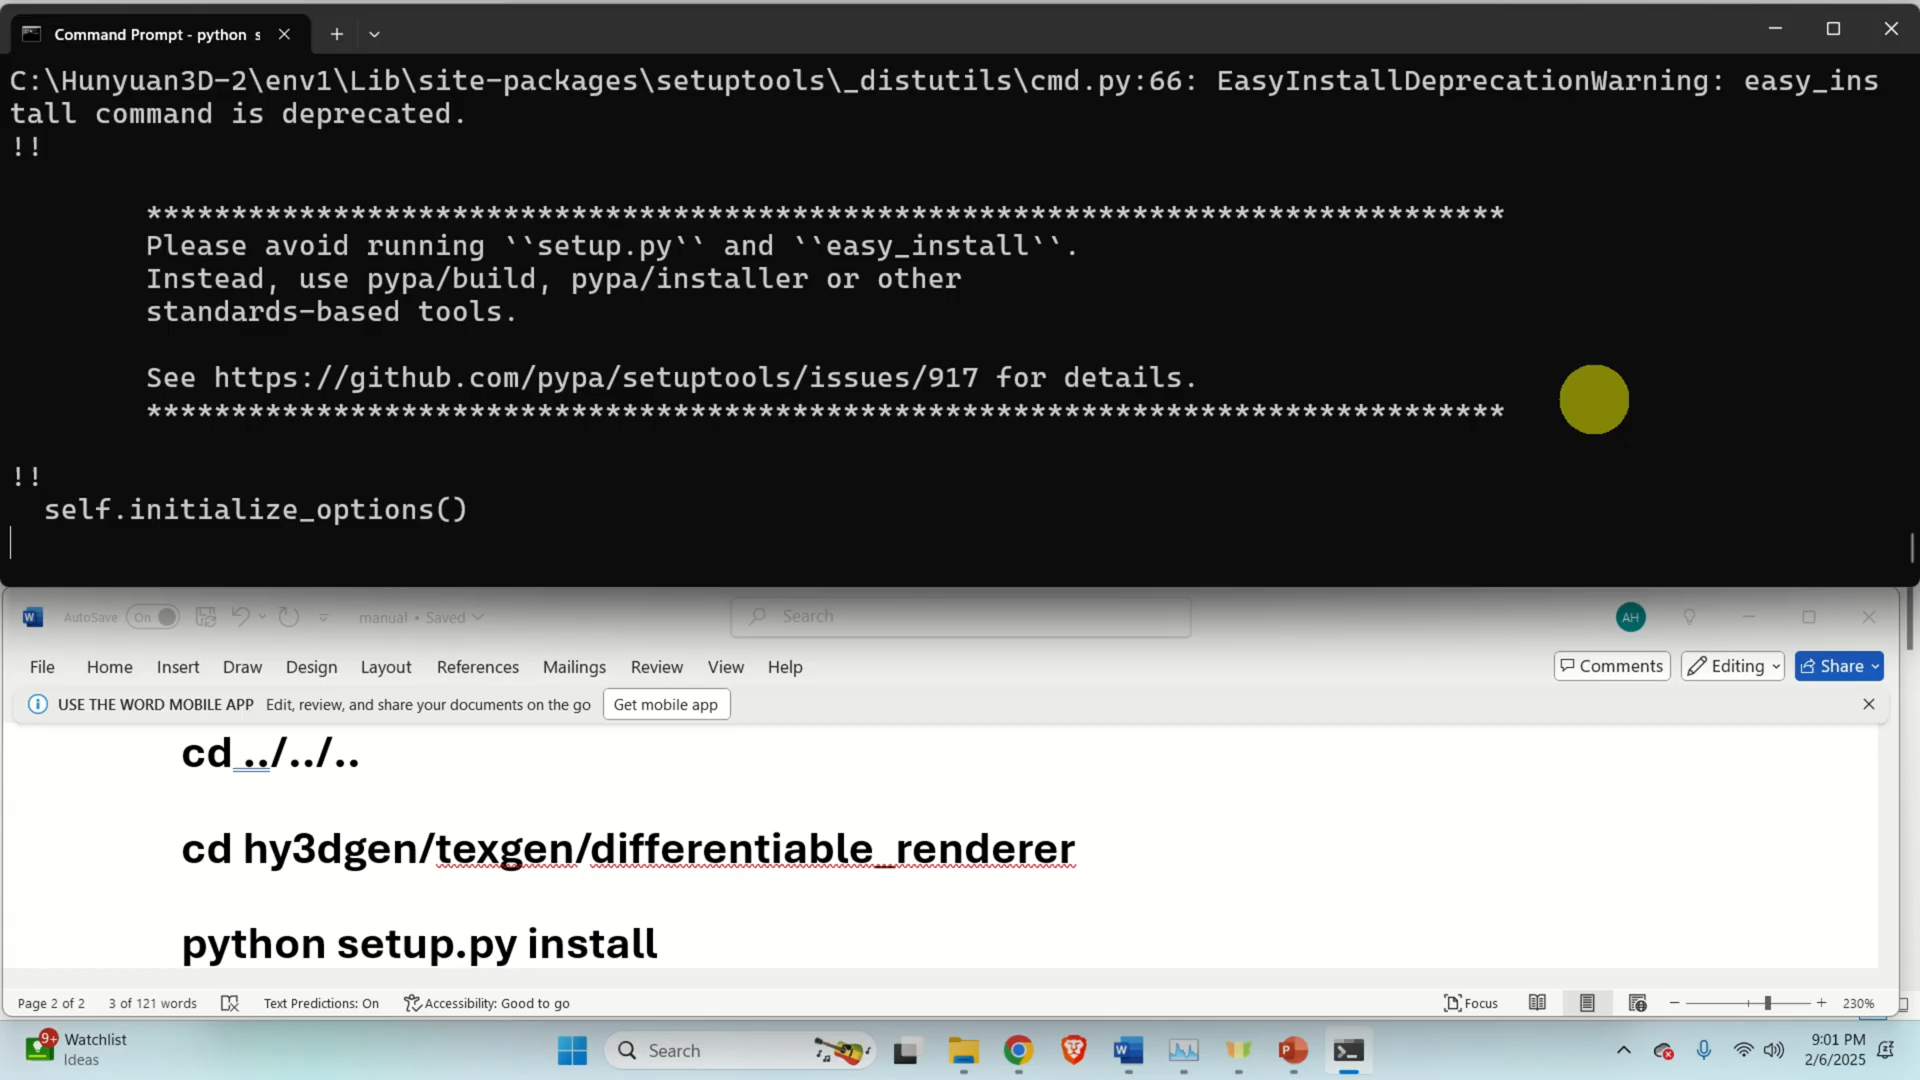 Command Prompt - python s
C:\Hunyuan3D-2\env1\Lib\site-packages\setuptools\_distutils\cmd.py:66: EasyInstallDeprecationWarning: easy_ins
tall command is deprecated.
!!
********************************************************************************
Please avoid running ``setup.py`` and ``easy_install``.
Instead, use pypa/build, pypa/installer or other
standards-based tools.
See https://github.com/pypa/setuptools/issues/917 for details.
********************************************************************************
!!
self.initialize_options()
AutoSave On manual • Saved Search AH
File Home Insert Draw Design Layout References Mailings Review View Help Comments Editing Share
USE THE WORD MOBILE APP Edit, review, and share your documents on the go Get mobile app
cd ../../..
cd hy3dgen/texgen/differentiable_renderer
python setup.py install
Page 2 of 2 3 of 121 words Text Predictions: On Accessibility: Good to go Focus 230%
9+ Watchlist
Ideas
Search
9:01 PM
2/6/2025